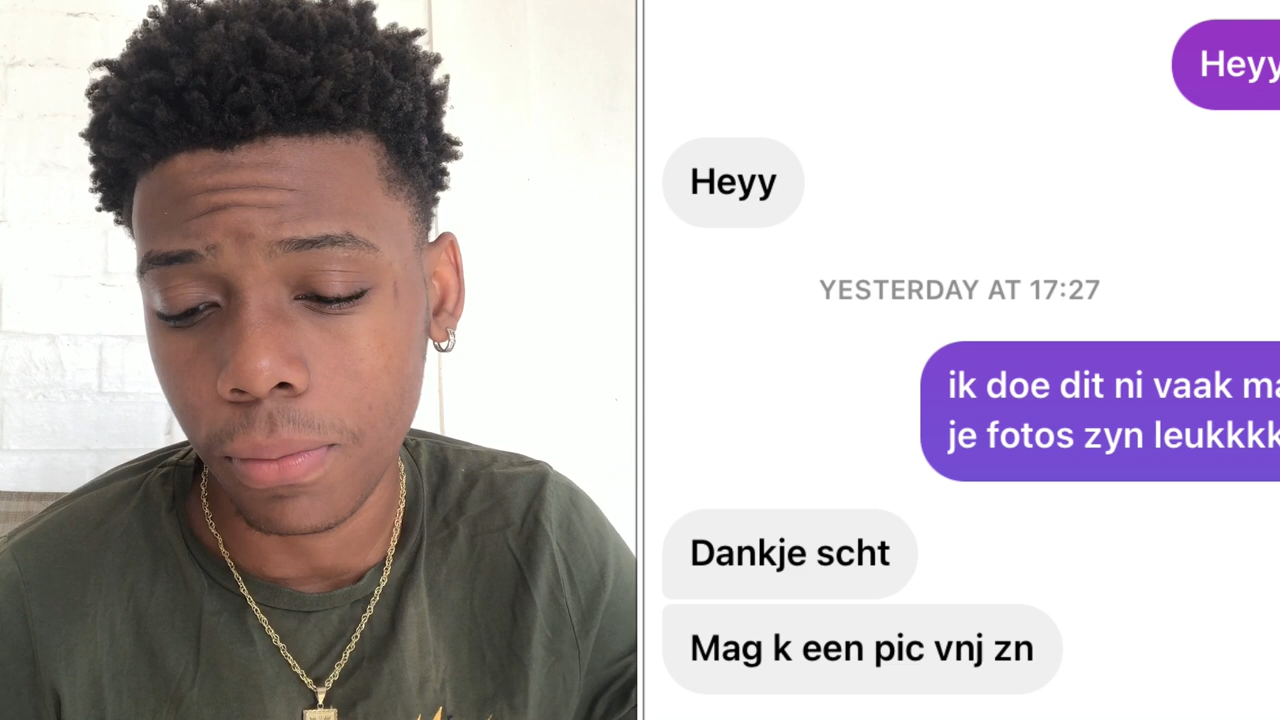 Heyy
Heyy
YESTERDAY AT 17:27
ik doe dit ni vaak
je fotos zyn leukkkk
Dankje scht
Mag k een pic vnj zn